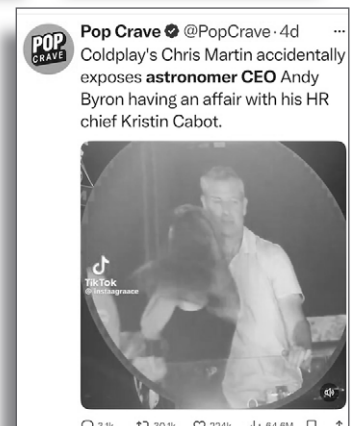 POP
CRAVE
Pop Crave @PopCrave · 4d ...
Coldplay's Chris Martin accidentally
exposes astronomer CEO Andy
Byron having an affair with his HR
chief Kristin Cabot.
TikTok